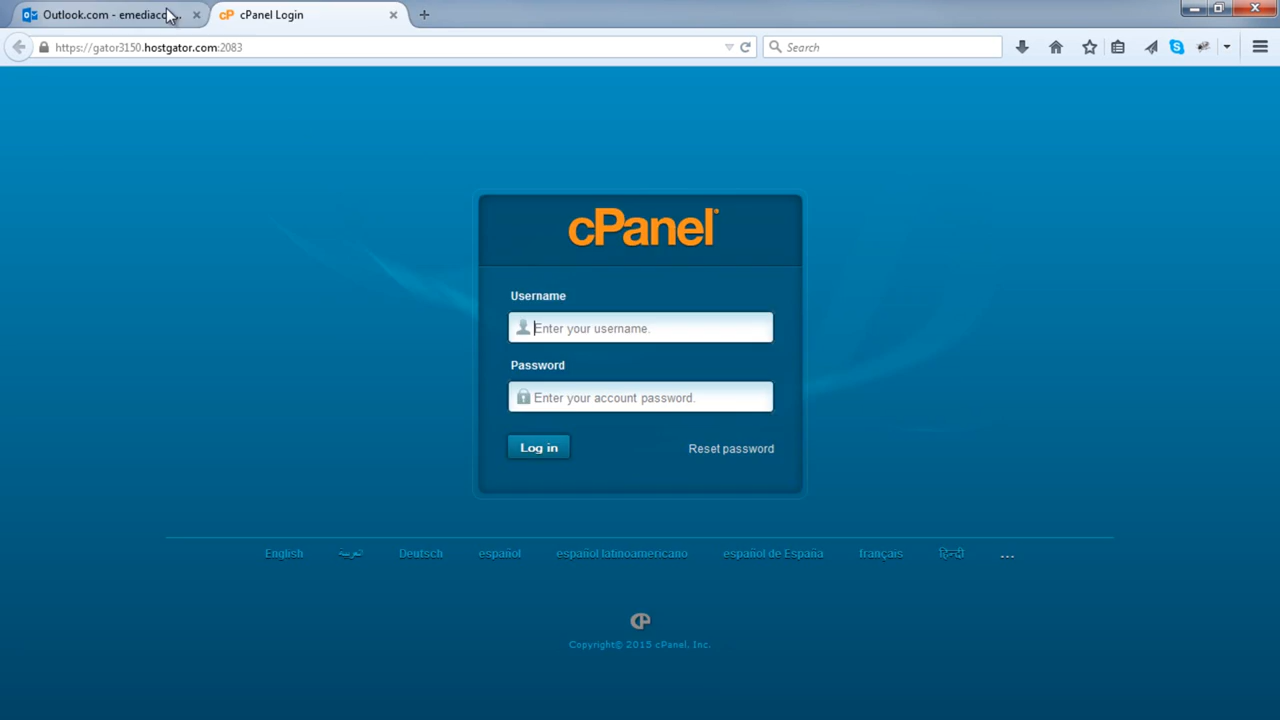 Outlook.com - emediaco...
cPanel Login
https://gator3150.hostgator.com:2083
Search
cPanel
Username
Enter your username.
Password
Enter your account password.
Log in
Reset password
English العربية Deutsch español español latinoamericano español de España français हिन्दी ...
Copyright© 2015 cPanel, Inc.